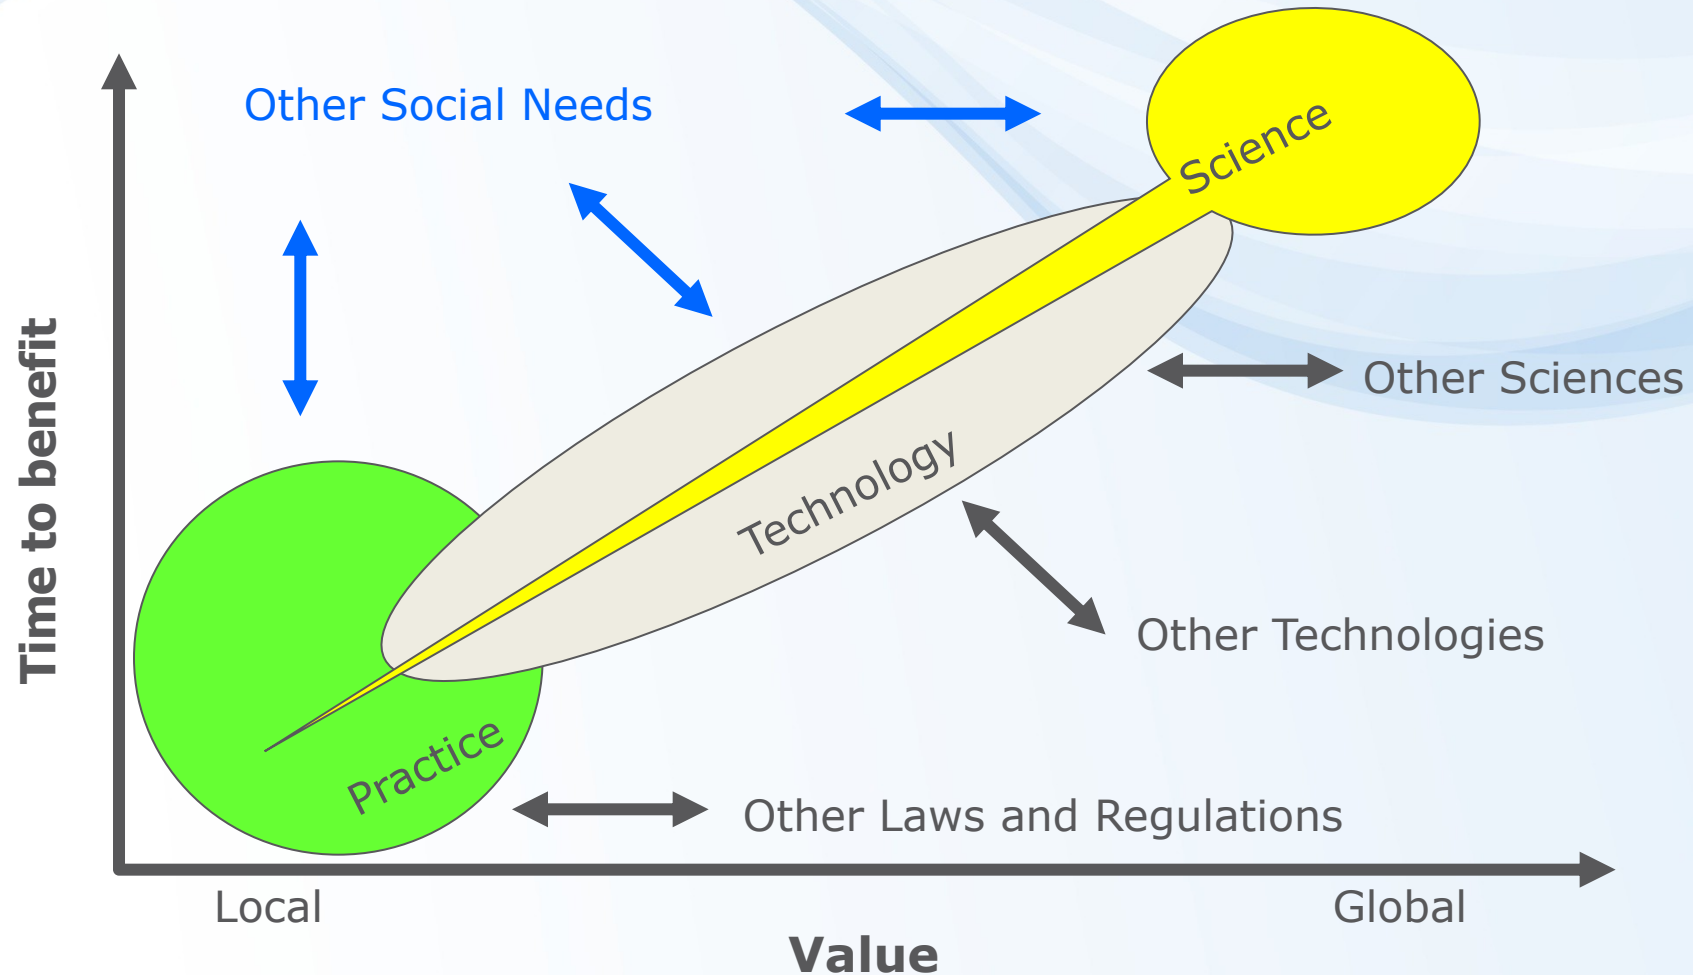 Other Social Needs
Science
Time to benefit
Other Sciences
Technology
Other Technologies
Practice
Other Laws and Regulations
Local
Global
Value